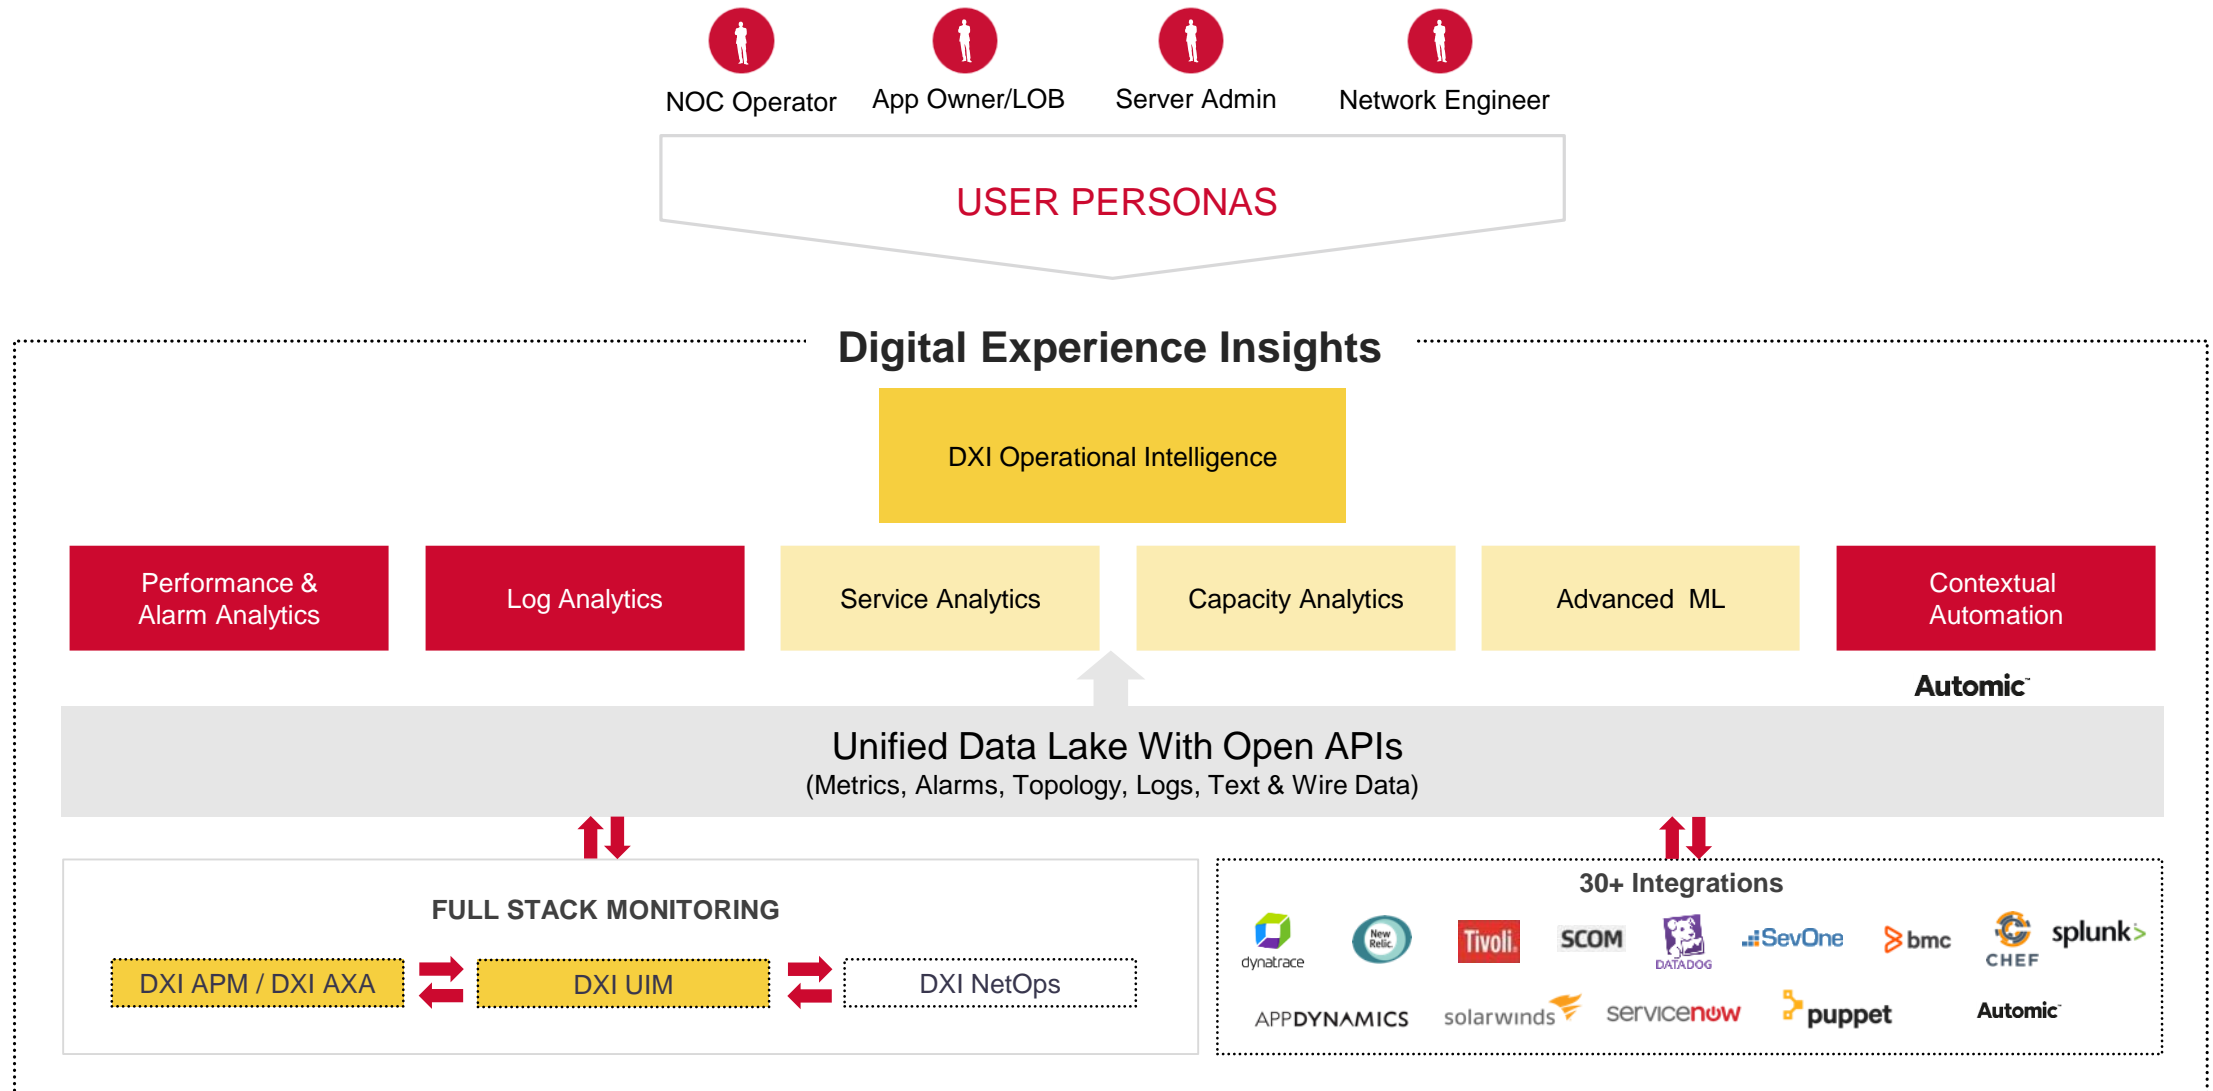 NOC Operator
App Owner/LOB
Server Admin
Network Engineer
USER PERSONAS
Digital Experience Insights
DXI Operational Intelligence
Performance &
Alarm Analytics
Log Analytics
Service Analytics
Capacity Analytics
Advanced ML
Contextual
Automation
Automic™
Unified Data Lake With Open APIs
(Metrics, Alarms, Topology, Logs, Text & Wire Data)
FULL STACK MONITORING
DXI APM / DXI AXA
DXI UIM
DXI NetOps
30+ Integrations
dynatrace
New
Relic.
Tivoli.
SCOM
DATADOG
SevOne
bmc
CHEF
splunk>
APPDYNAMICS
solarwinds
servicenow
puppet
Automic™